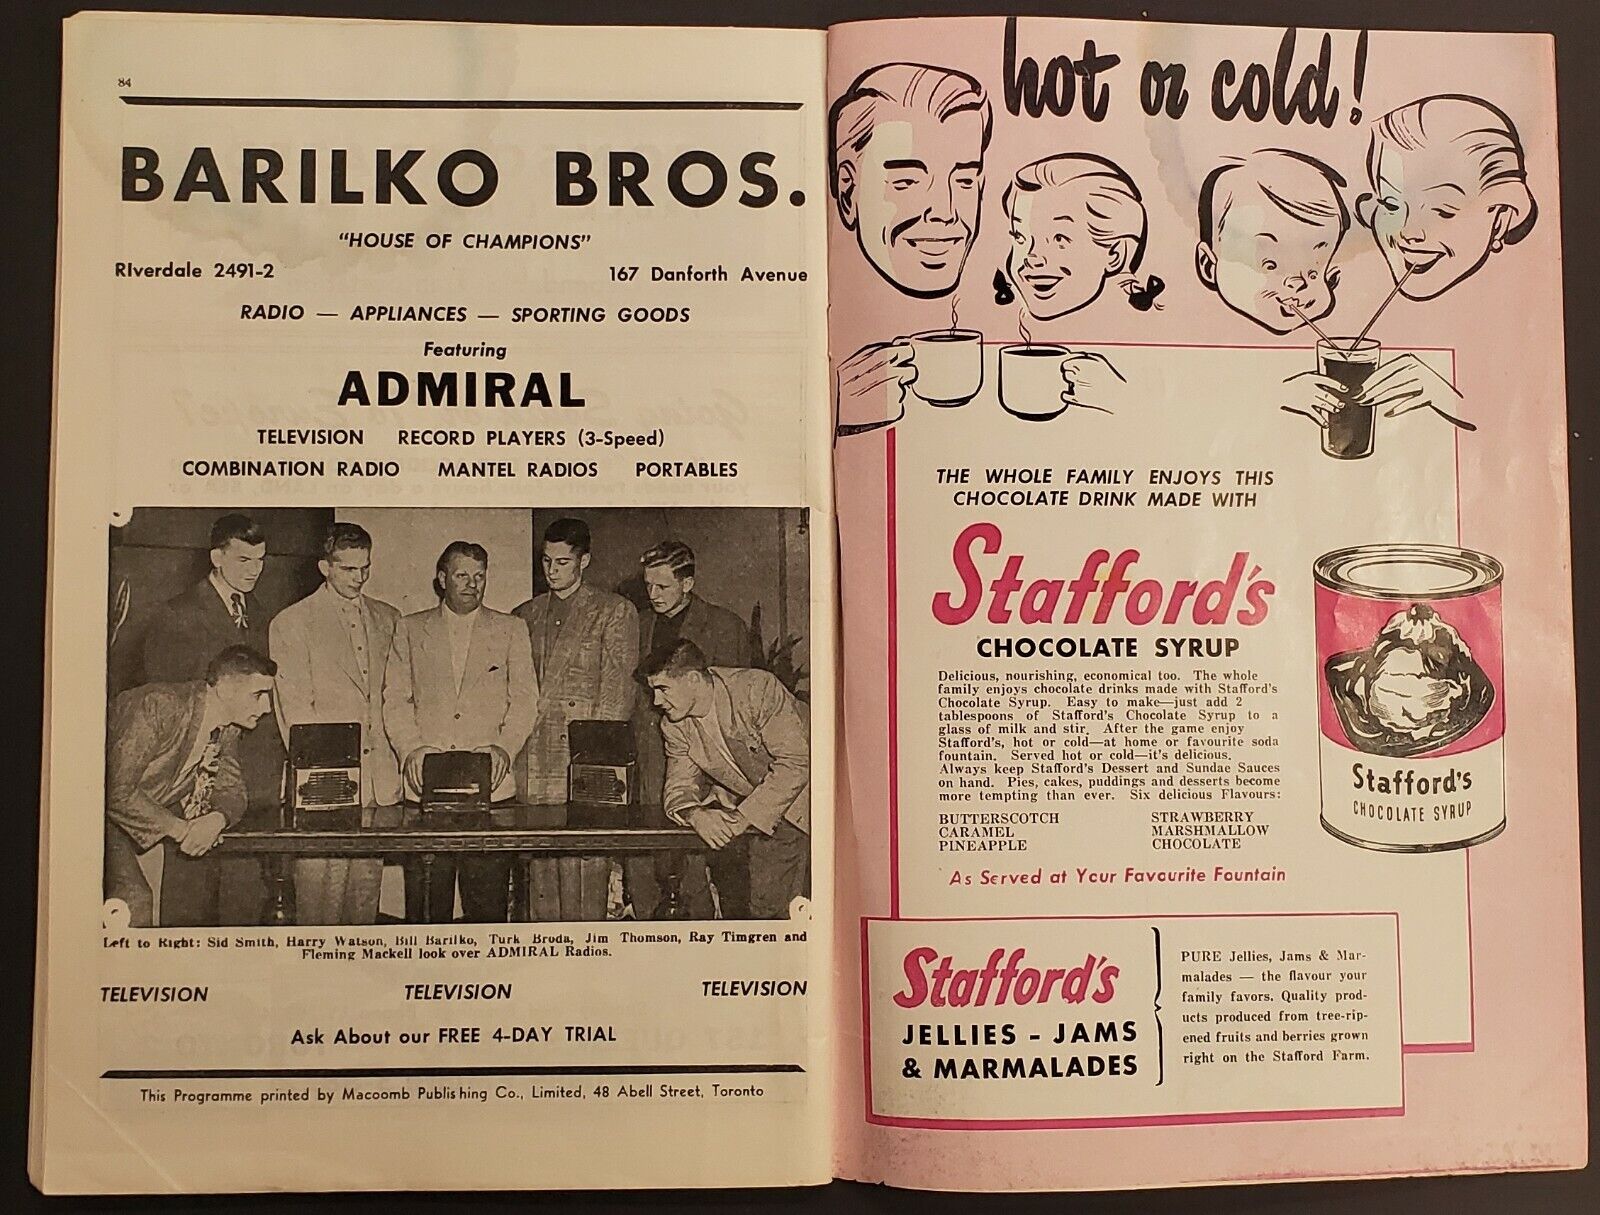 84
BARILKO BROS.
"HOUSE OF CHAMPIONS"
RIverdale 2491-2 167 Danforth Avenue
RADIO — APPLIANCES — SPORTING GOODS
Featuring
ADMIRAL
TELEVISION RECORD PLAYERS (3-Speed)
COMBINATION RADIO MANTEL RADIOS PORTABLES
Left to Right: Sid Smith, Harry Watson, Bill Barilko, Turk Broda, Jim Thomson, Ray Timgren and
Fleming Mackell look over ADMIRAL Radios.
TELEVISION TELEVISION TELEVISION
Ask About our FREE 4-DAY TRIAL
This Programme printed by Macoomb Publishing Co., Limited, 48 Abell Street, Toronto
hot or cold!
THE WHOLE FAMILY ENJOYS THIS
CHOCOLATE DRINK MADE WITH
Stafford's
CHOCOLATE SYRUP
Delicious, nourishing, economical too. The whole
family enjoys chocolate drinks made with Stafford's
Chocolate Syrup. Easy to make—just add 2
tablespoons of Stafford's Chocolate Syrup to a
glass of milk and stir. After the game enjoy
Stafford's, hot or cold—at home or favourite soda
fountain. Served hot or cold—it's delicious.
Always keep Stafford's Dessert and Sundae Sauces
on hand. Pies, cakes, puddings and desserts become
more tempting than ever. Six delicious Flavours:
BUTTERSCOTCH STRAWBERRY
CARAMEL MARSHMALLOW
PINEAPPLE CHOCOLATE
As Served at Your Favourite Fountain
Stafford's
CHOCOLATE SYRUP
Stafford's
JELLIES - JAMS
& MARMALADES
PURE Jellies, Jams & Mar-
malades — the flavour your
family favors. Quality prod-
ucts produced from tree-rip-
ened fruits and berries grown
right on the Stafford Farm.